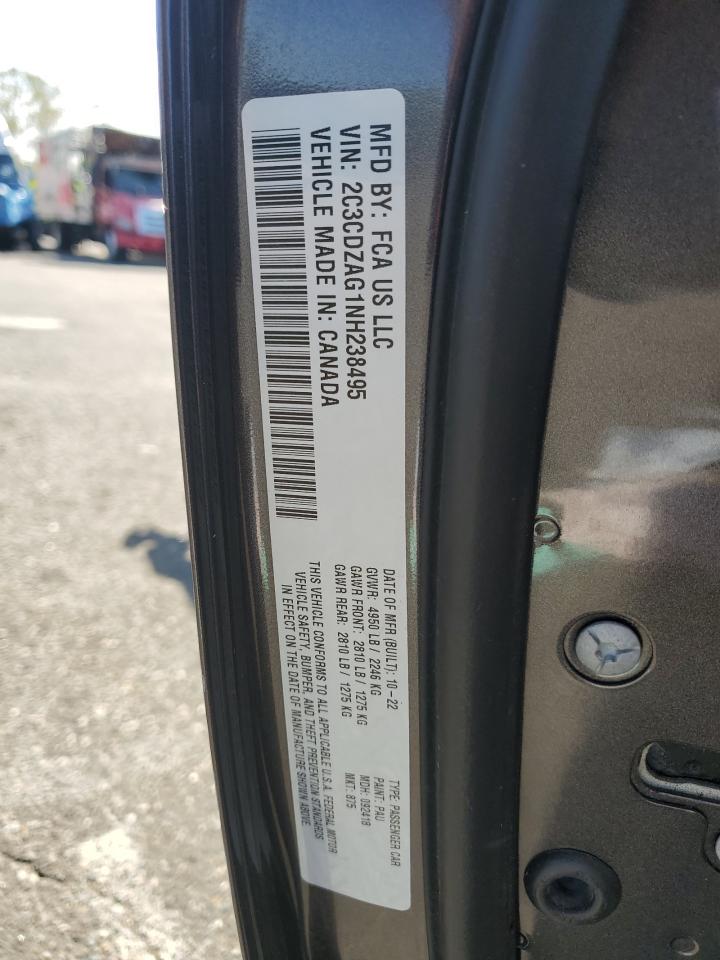 MFD BY: FCA US LLC
VIN: 2C3CDZAG1NH238495
VEHICLE MADE IN: CANADA
DATE OF MFR (BUILT): 10-22
GVWR: 4950 LB / 2246 KG
GAWR FRONT: 2810 LB / 1275 KG
GAWR REAR: 2810 LB / 1275 KG
THIS VEHICLE CONFORMS TO ALL APPLICABLE U.S.A. FEDERAL MOTOR
VEHICLE SAFETY, BUMPER, AND THEFT PREVENTION STANDARDS
IN EFFECT ON THE DATE OF MANUFACTURE SHOWN ABOVE.
TYPE: PASSENGER CAR
PAINT: PAU
MDH: 092418
MKT: 875